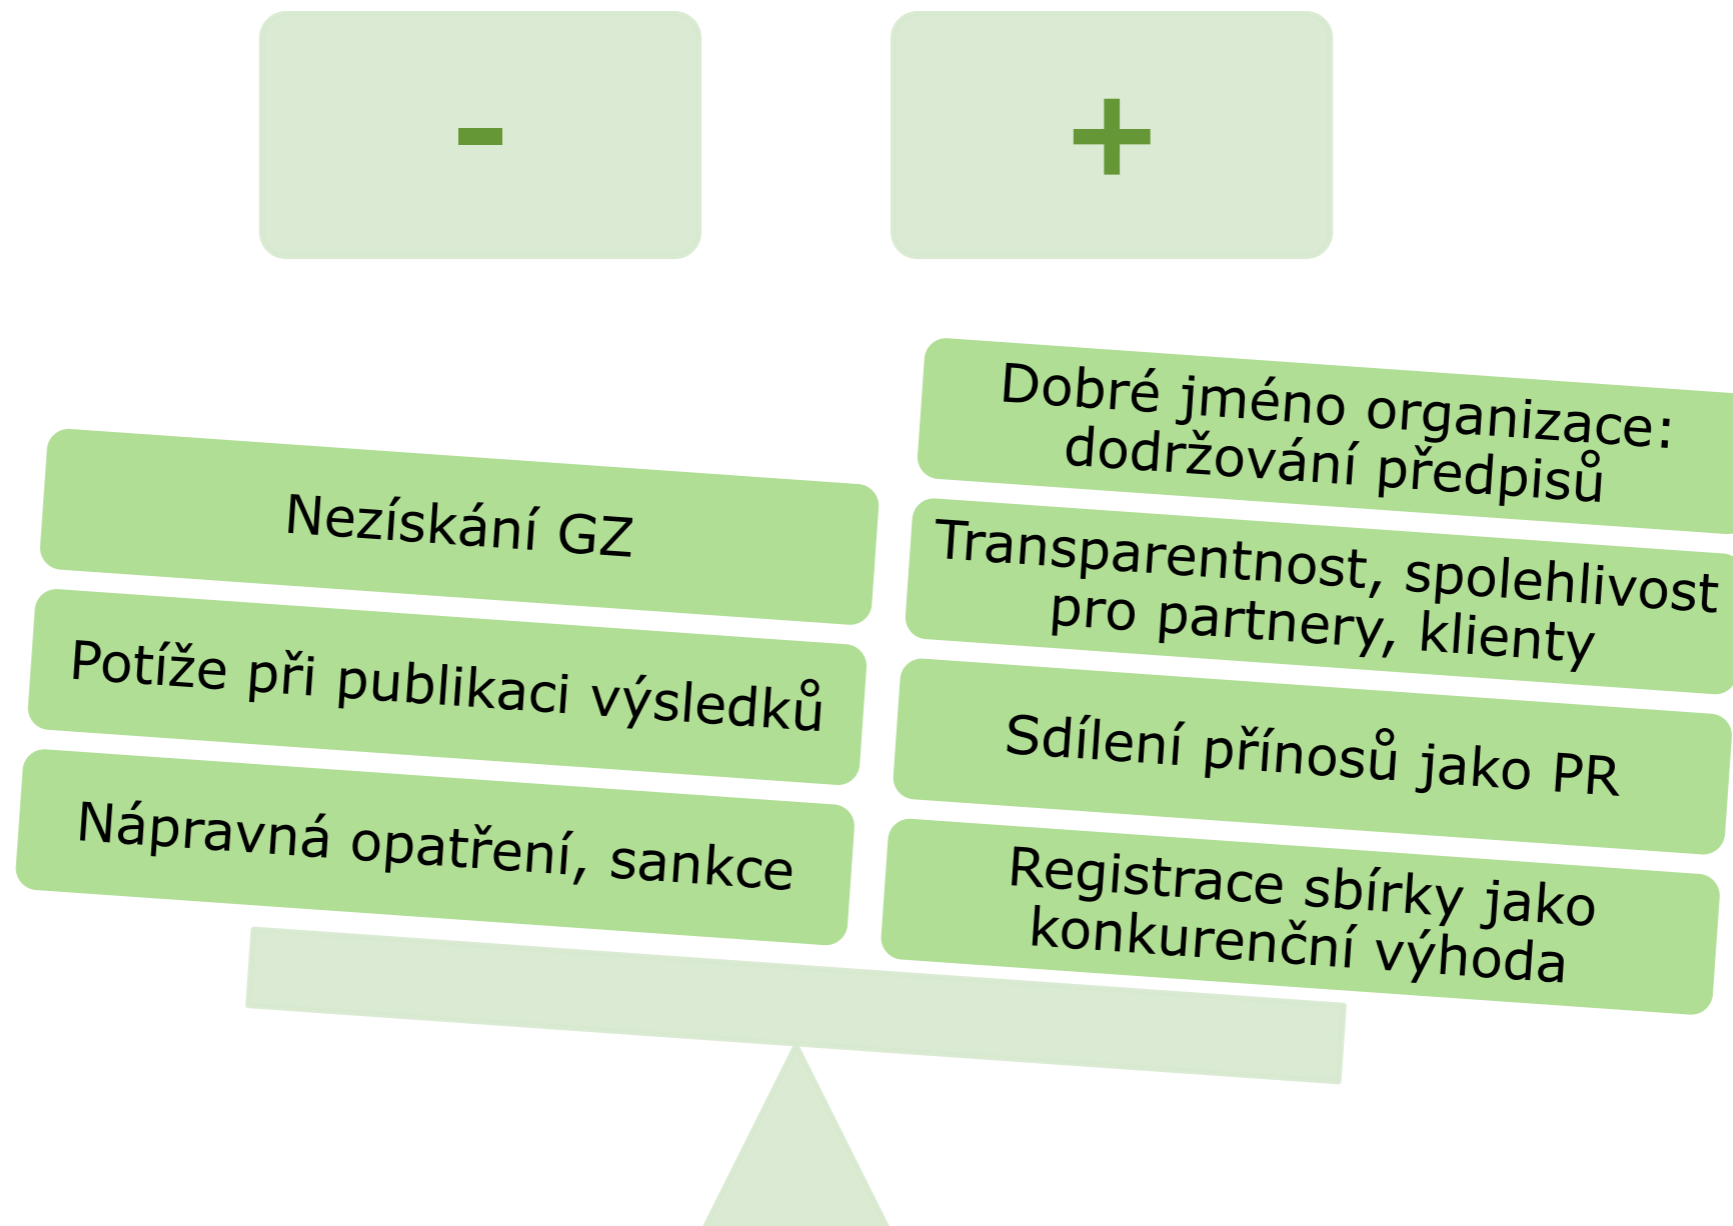 -
+
Nezískání GZ
Potíže při publikaci výsledků
Nápravná opatření, sankce
Dobré jméno organizace:
dodržování předpisů
Transparentnost, spolehlivost
pro partnery, klienty
Sdílení přínosů jako PR
Registrace sbírky jako
konkurenční výhoda